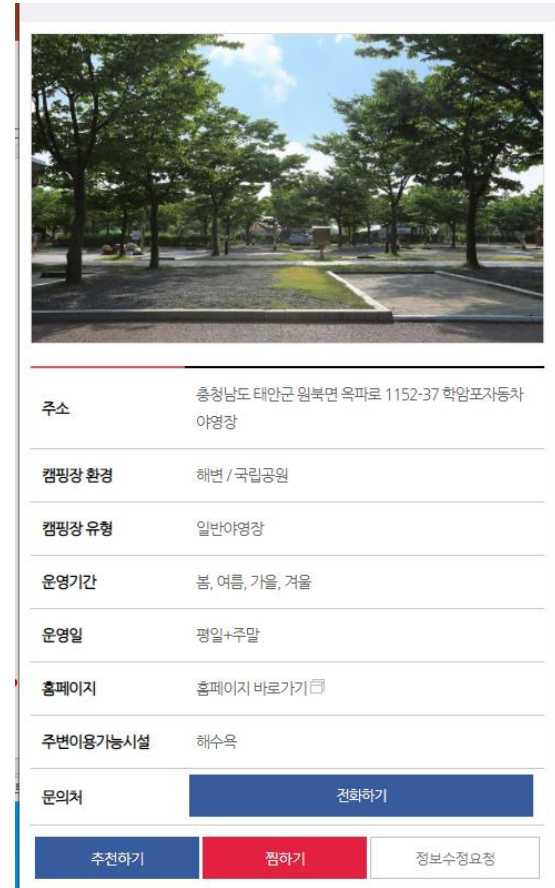 주소
충청남도 태안군 원북면 옥파로 1152-37 학암포자동차
야영장
캠핑장 환경
해변 / 국립공원
캠핑장 유형
일반야영장
운영기간
봄, 여름, 가을, 겨울
운영일
평일+주말
홈페이지
홈페이지 바로가기
주변이용가능시설
해수욕
문의처
전화하기
추천하기
찜하기
정보수정요청